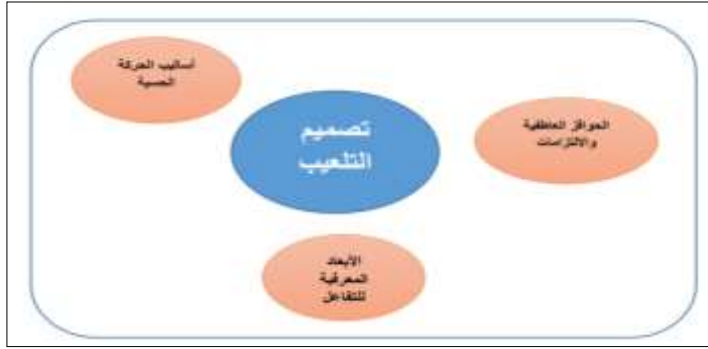 أساليب الحركة
الحسية
تصميم
التلعيب
الحوافز العاطفية
والالتزامات
الأبعاد
المعرفية
للتفاعل